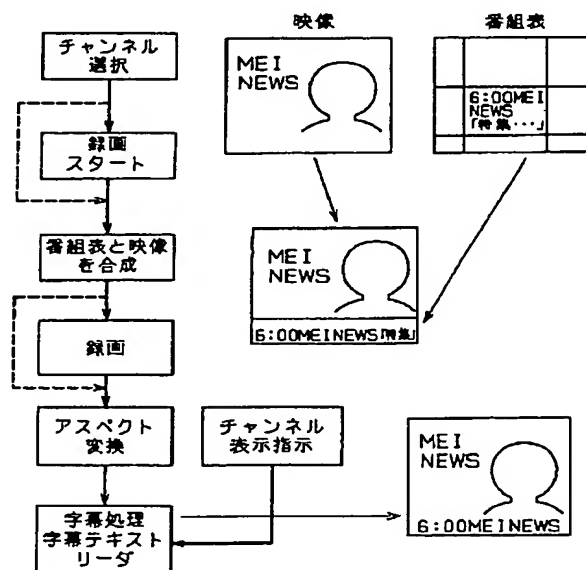 チャンネル
選択
録画
スタート
番組表と映像
を合成
録画
アスペクト
変換
チャンネル
表示指示
字幕処理
字幕テキスト
リーダ
映像
MEI
NEWS
番組表
6:00MEI
NEWS
「特集・・・」
MEI
NEWS
6:00MEINEWS「特集」
MEI
NEWS
6:00MEINEWS